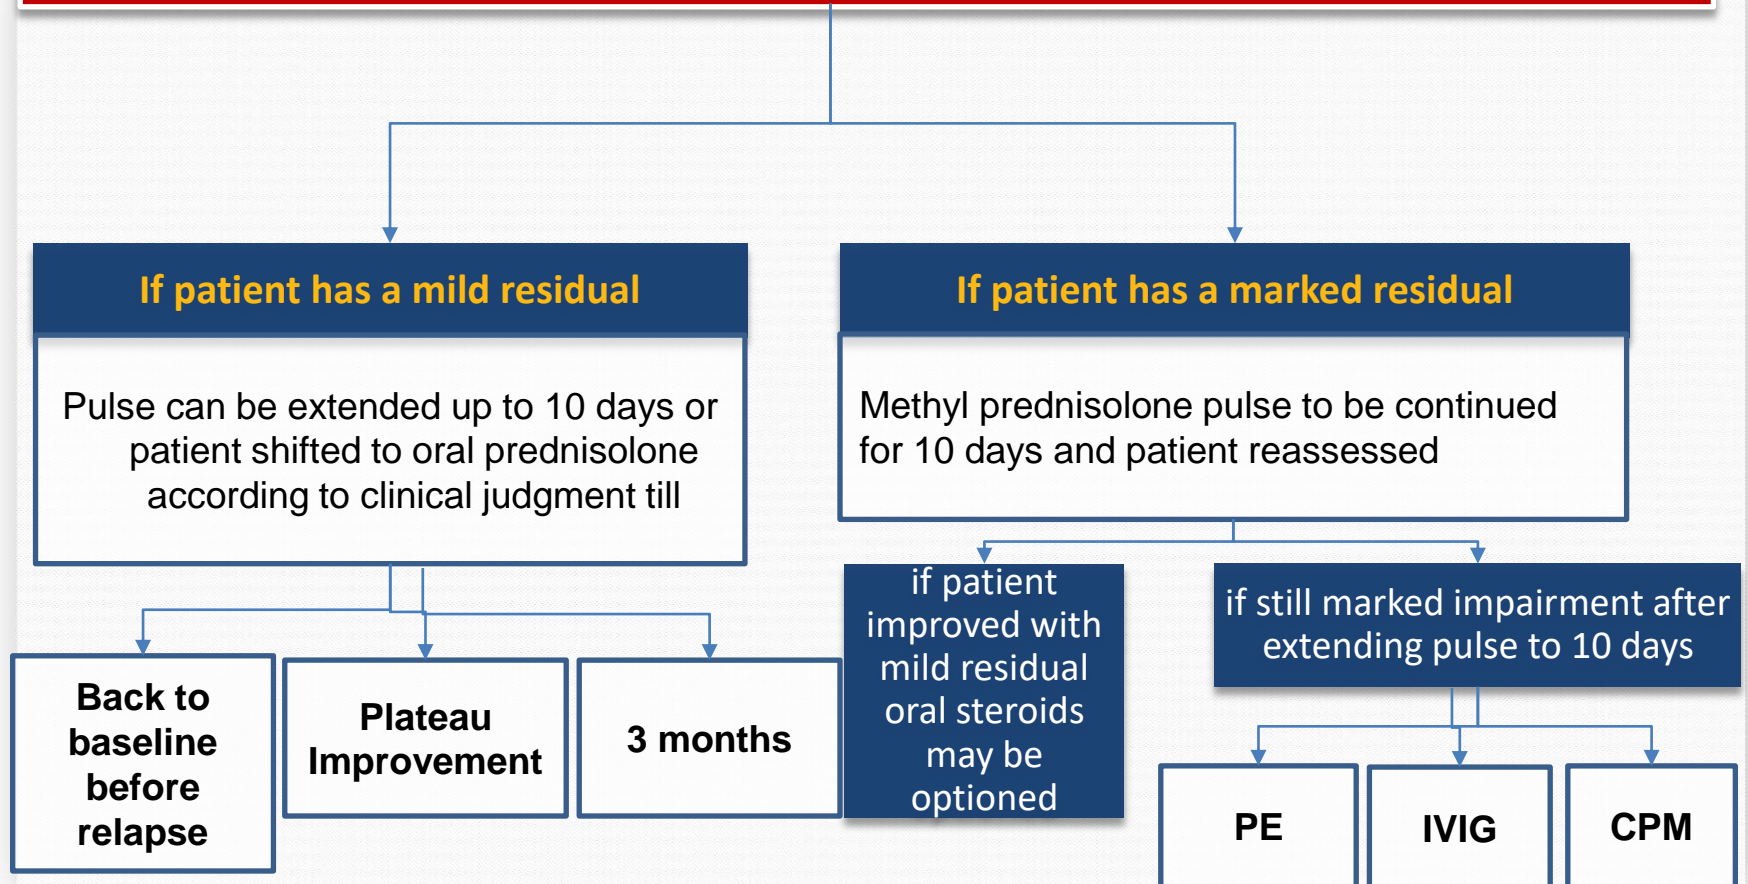 If patient has a mild residual
Pulse can be extended up to 10 days or
patient shifted to oral prednisolone
according to clinical judgment till
Back to
baseline
before
relapse
Plateau
Improvement
3 months
If patient has a marked residual
Methyl prednisolone pulse to be continued
for 10 days and patient reassessed
if patient
improved with
mild residual
oral steroids
may be
optioned
if still marked impairment after
extending pulse to 10 days
PE
IVIG
CPM